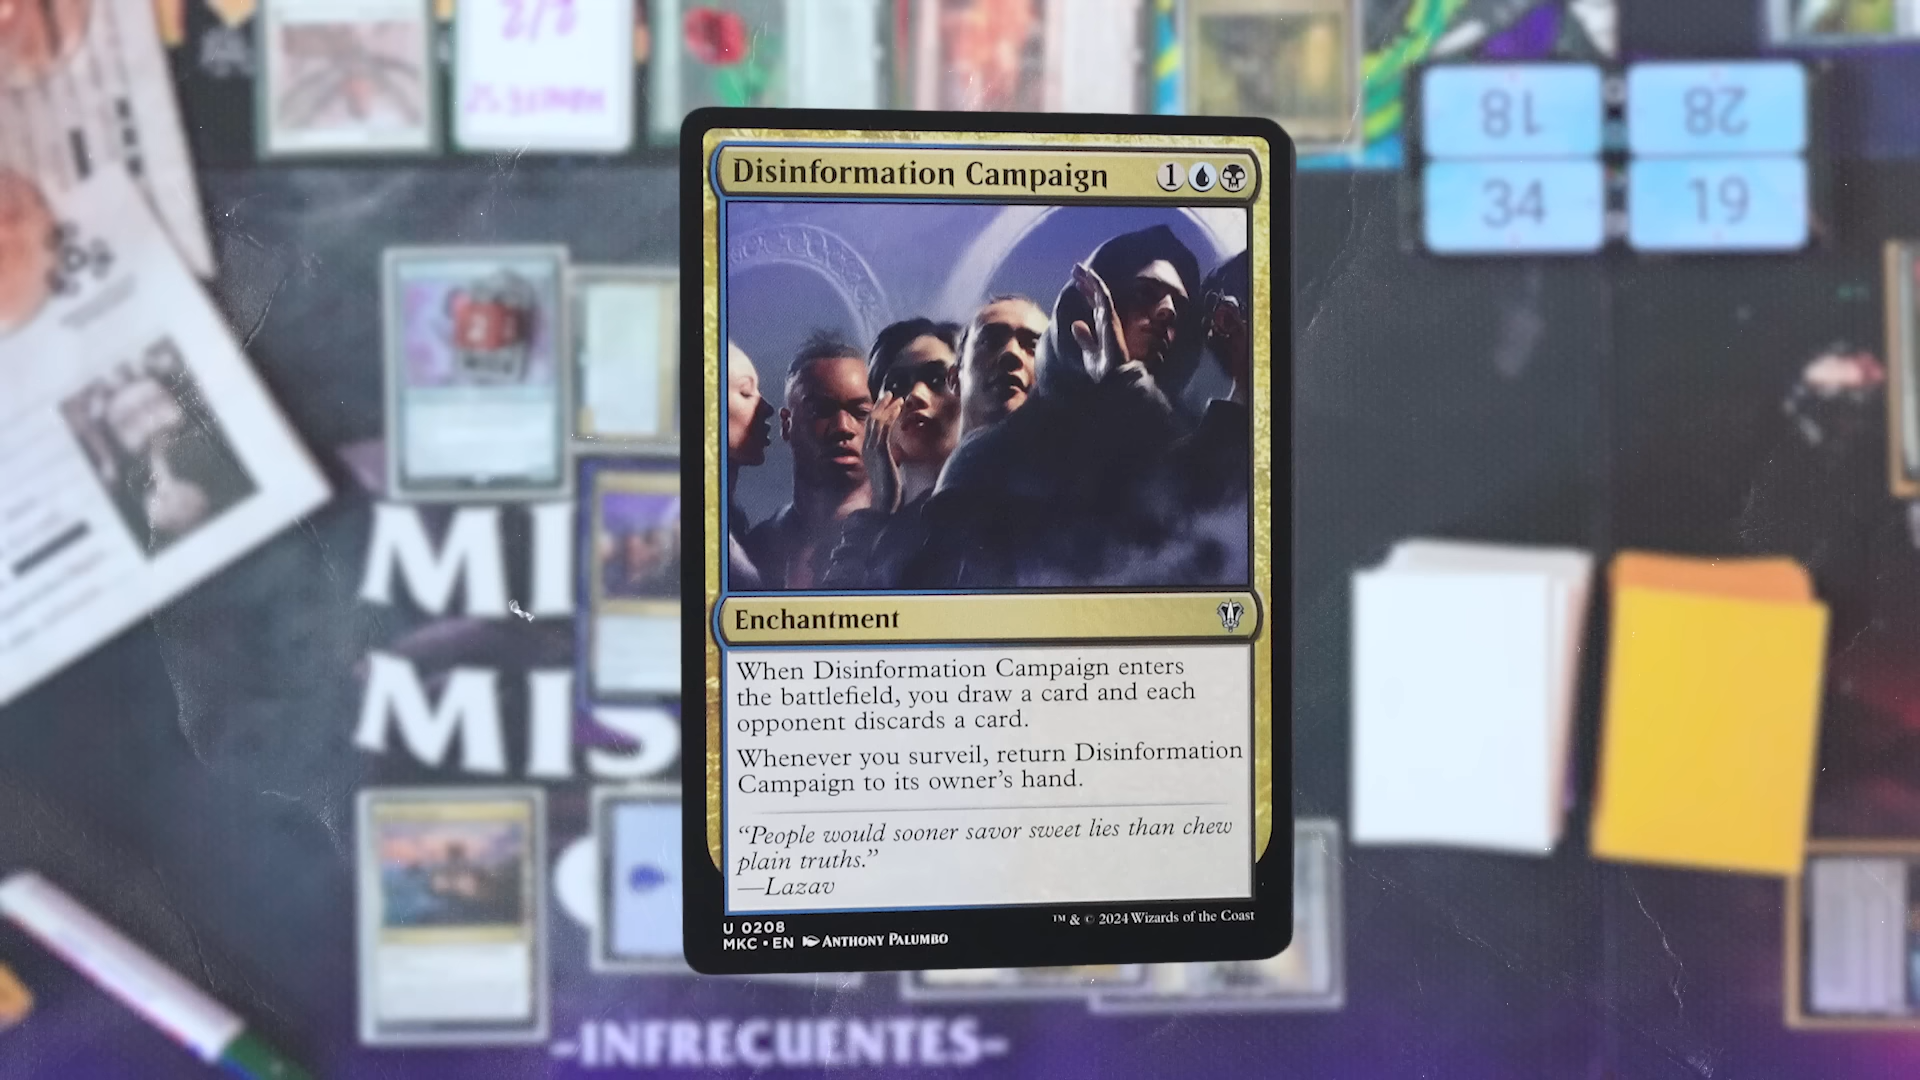 2/2
18
28
34
19
Disinformation Campaign 1
Enchantment
When Disinformation Campaign enters
the battlefield, you draw a card and each
opponent discards a card.
Whenever you surveil, return Disinformation
Campaign to its owner's hand.
“People would sooner savor sweet lies than chew
plain truths.”
—Lazav
U 0208
MKC • EN ANTHONY PALUMBO
™ & © 2024 Wizards of the Coast
MI
MIS
-INFRECUENTES-